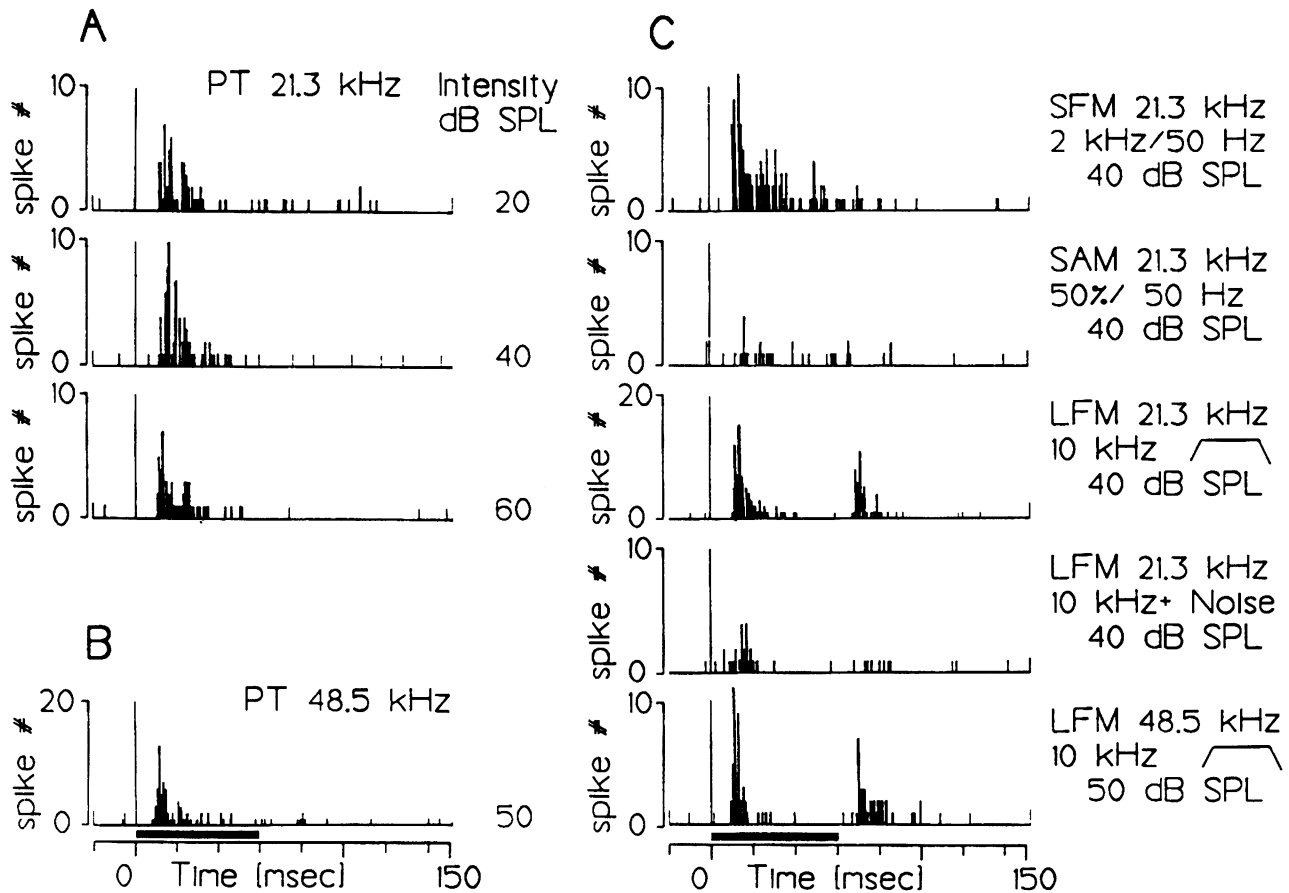 A
PT 21.3 kHz Intensity
dB SPL
10
spike #
0
20
10
spike #
0
40
10
spike #
0
60
B
PT 48.5 kHz
20
spike #
0
50
0 Time [msec] 150
C
10
spike #
0
SFM 21.3 kHz
2 kHz/50 Hz
40 dB SPL
10
spike #
0
SAM 21.3 kHz
50%/ 50 Hz
40 dB SPL
20
spike #
0
LFM 21.3 kHz
10 kHz
40 dB SPL
10
spike #
0
LFM 21.3 kHz
10 kHz+ Noise
40 dB SPL
10
spike #
0
LFM 48.5 kHz
10 kHz
50 dB SPL
0 Time [msec] 150